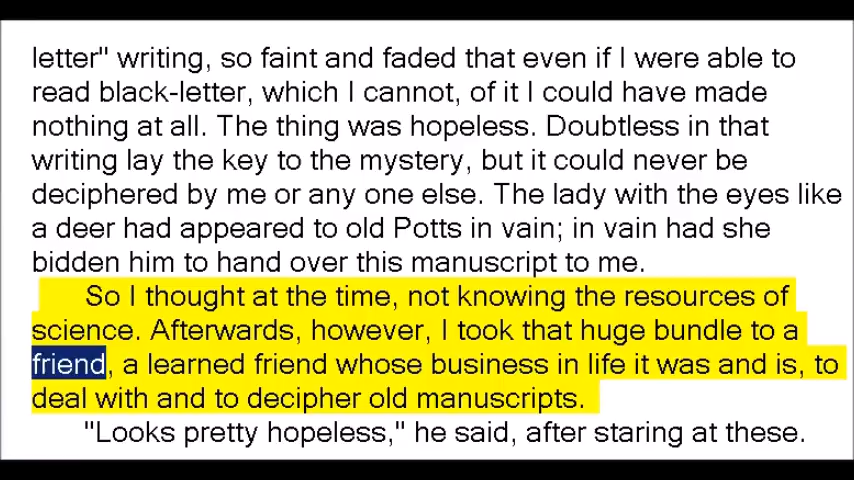 letter" writing, so faint and faded that even if I were able to
read black-letter, which I cannot, of it I could have made
nothing at all. The thing was hopeless. Doubtless in that
writing lay the key to the mystery, but it could never be
deciphered by me or any one else. The lady with the eyes like
a deer had appeared to old Potts in vain; in vain had she
bidden him to hand over this manuscript to me.
So I thought at the time, not knowing the resources of
science. Afterwards, however, I took that huge bundle to a
friend, a learned friend whose business in life it was and is, to
deal with and to decipher old manuscripts.
"Looks pretty hopeless," he said, after staring at these.